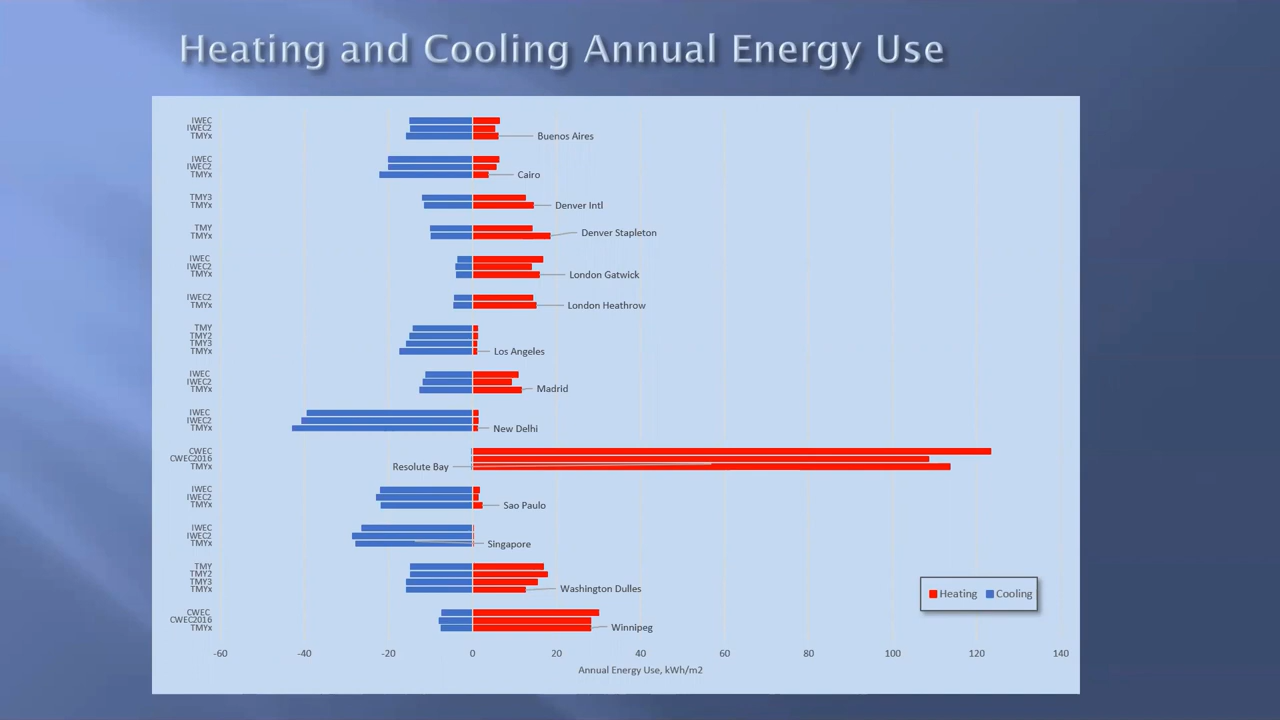 Heating and Cooling Annual Energy Use
IWEC
IWEC2
TMYx
Buenos Aires
IWEC
IWEC2
TMYx
Cairo
TMY3
TMYx
Denver Intl
TMY
TMYx
Denver Stapleton
IWEC
IWEC2
TMYx
London Gatwick
IWEC2
TMYx
London Heathrow
TMY
TMY2
TMY3
TMYx
Los Angeles
IWEC
IWEC2
TMYx
Madrid
IWEC
IWEC2
TMYx
New Delhi
CWEC
CWEC2016
TMYx
Resolute Bay
IWEC
IWEC2
TMYx
Sao Paulo
IWEC
IWEC2
TMYx
Singapore
TMY
TMY2
TMY3
TMYx
Washington Dulles
CWEC
CWEC2016
TMYx
Winnipeg
Heating Cooling
-60 -40 -20 0 20 40 60 80 100 120 140
Annual Energy Use, kWh/m2